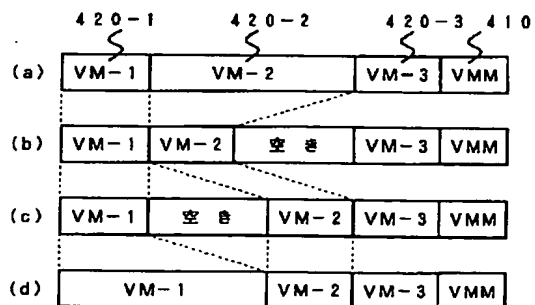 420-1 420-2 420-3 410
(a) VM-1 VM-2 VM-3 VMM
(b) VM-1 VM-2 空き VM-3 VMM
(c) VM-1 空き VM-2 VM-3 VMM
(d) VM-1 VM-2 VM-3 VMM